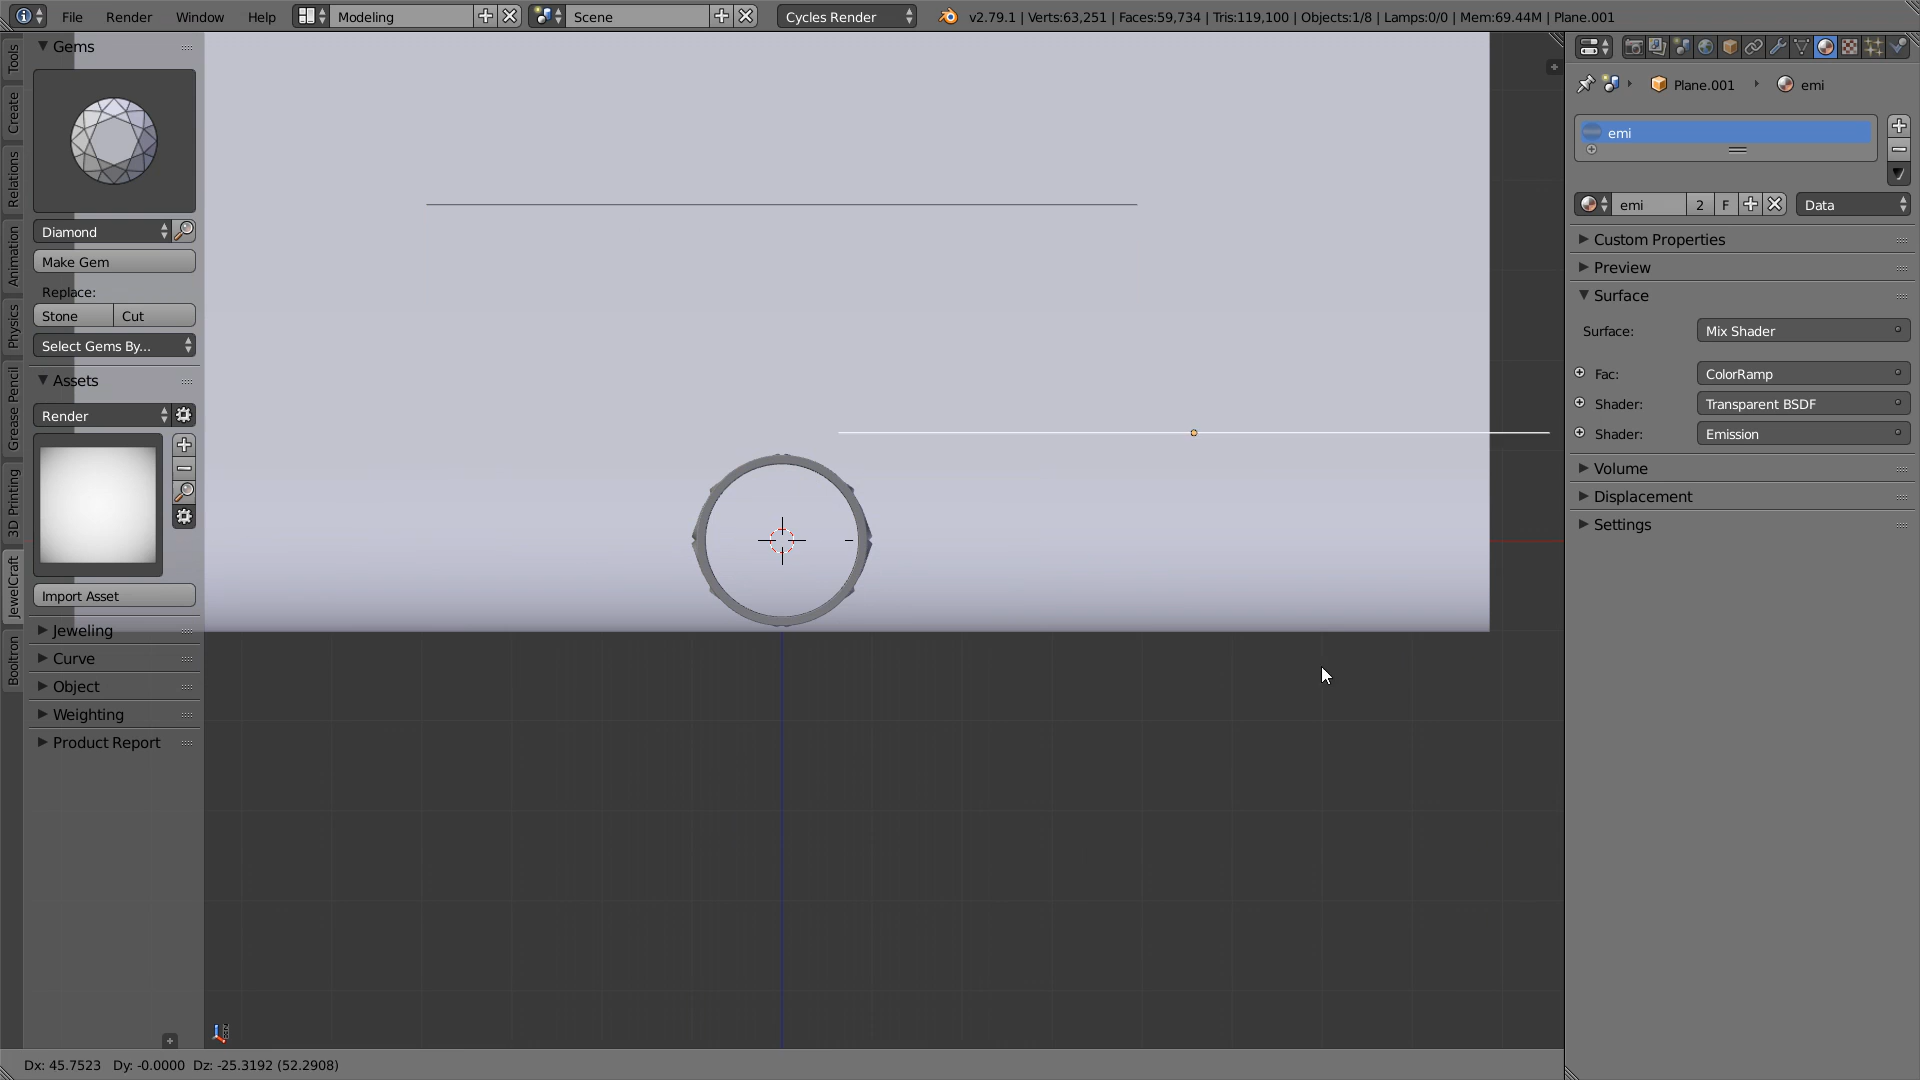 File Render Window Help Modeling Scene Cycles Render v2.79.1 | Verts:63,251 | Faces:59,734 | Tris:119,100 | Objects:1/8 | Lamps:0/0 | Mem:69.44M | Plane.001
Tools
Create
Relations
Animation
Physics
Grease Pencil
3D Printing
JewelCraft
Booltron
Gems
Diamond
Make Gem
Replace:
Stone Cut
Select Gems By...
Assets
Render
Import Asset
Jeweling
Curve
Object
Weighting
Product Report
Plane.001 emi
emi
emi 2 F Data
Custom Properties
Preview
Surface
Surface: Mix Shader
Fac: ColorRamp
Shader: Transparent BSDF
Shader: Emission
Volume
Displacement
Settings
Dx: 45.7523 Dy: -0.0000 Dz: -25.3192 (52.2908)